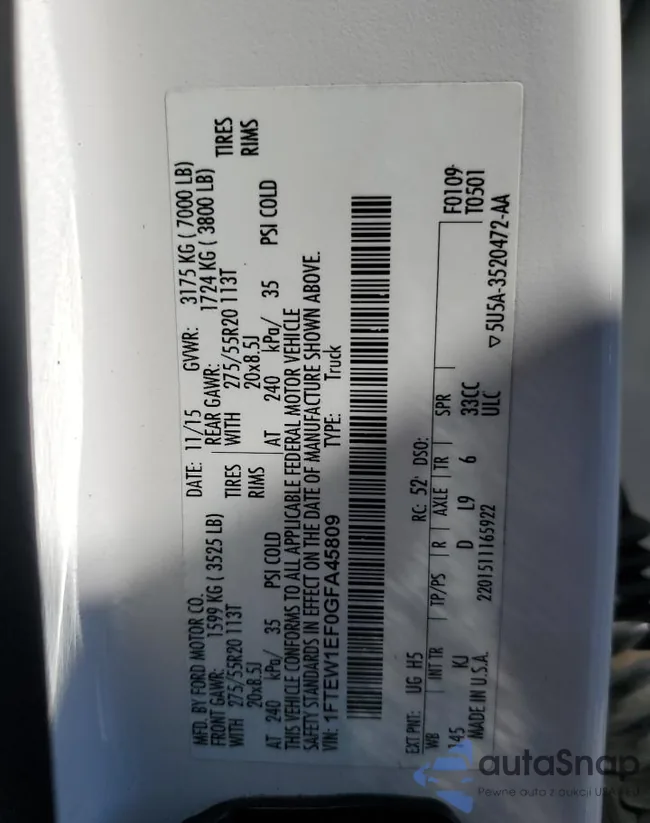 MFD. BY FORD MOTOR CO.
DATE: 11/15 GVWR: 3175 KG ( 7000 LB)
FRONT GAWR: 1599 KG ( 3525 LB) REAR GAWR: 1724 KG ( 3800 LB)
WITH 275/55R20 113T TIRES WITH 275/55R20 113T TIRES
20x8.5J RIMS 20x8.5J RIMS
AT 240 kPa/ 35 PSI COLD AT 240 kPa/ 35 PSI COLD
THIS VEHICLE CONFORMS TO ALL APPLICABLE FEDERAL MOTOR VEHICLE
SAFETY STANDARDS IN EFFECT ON THE DATE OF MANUFACTURE SHOWN ABOVE.
VIN: 1FTEW1EF0GFA45809 TYPE: Truck
F0109-
T0501
EXT PNT: UG H5 RC: 52 DSO:
WB INT TR TP/PS R AXLE TR SPR
145 KJ D L9 6 33CC
ULC
MADE IN U.S.A. 2201511165922
▽ 5U5A-3520472-AA
autaSnap
Pewne auta z aukcji USA i KJ